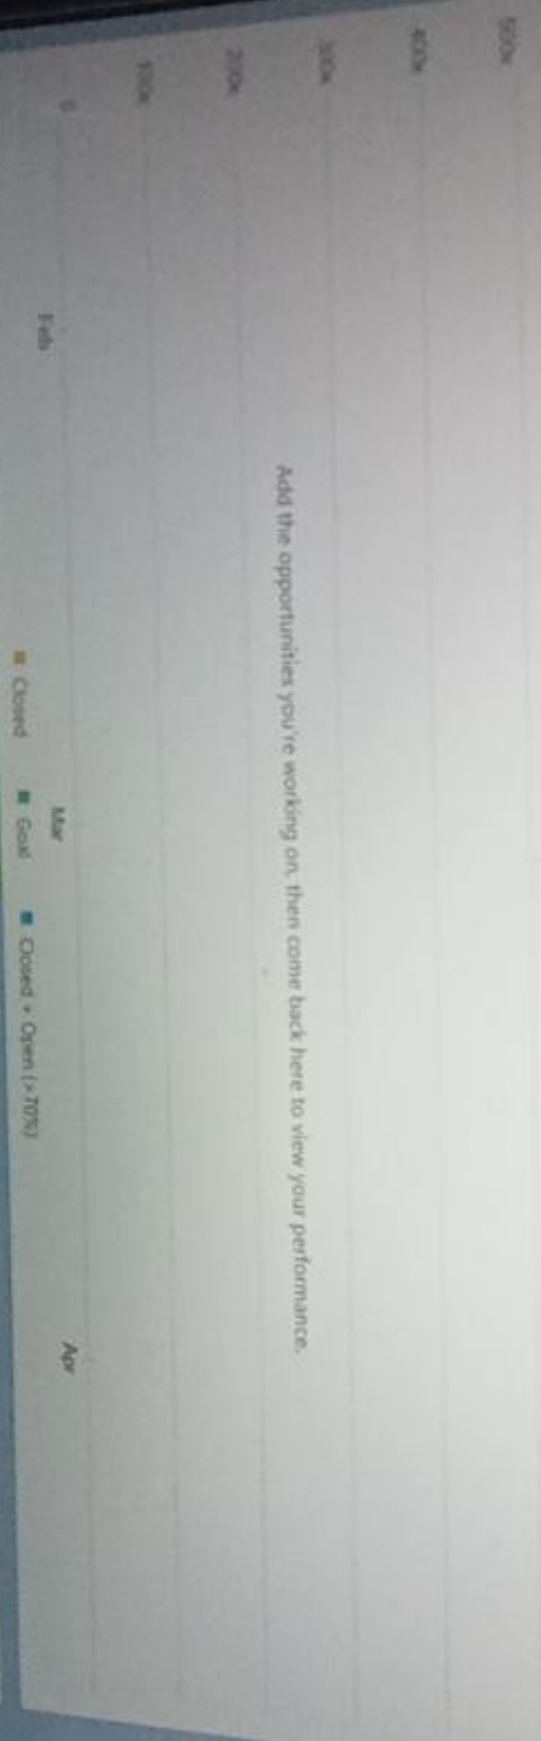 500k
400k
300k
200k
100k
0
Add the opportunities you're working on, then come back here to view your performance.
Feb Mar Apr
Closed Goal Closed + Open (>70%)